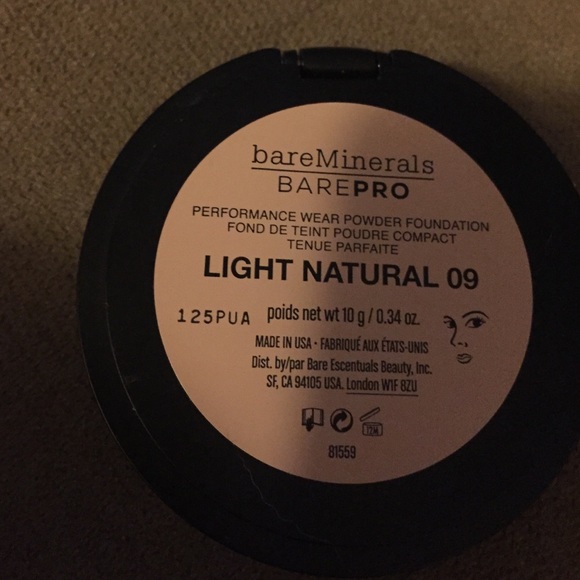 bareMinerals
BAREPRO
PERFORMANCE WEAR POWDER FOUNDATION
FOND DE TEINT POUDRE COMPACT
TENUE PARFAITE
LIGHT NATURAL 09
125PUA poids net wt 10 g / 0.34 oz.
MADE IN USA • FABRIQUÉ AUX ÉTATS-UNIS
Dist. by/par Bare Escentuals Beauty, Inc.
SF, CA 94105 USA. London W1F 8ZU
12M
81559